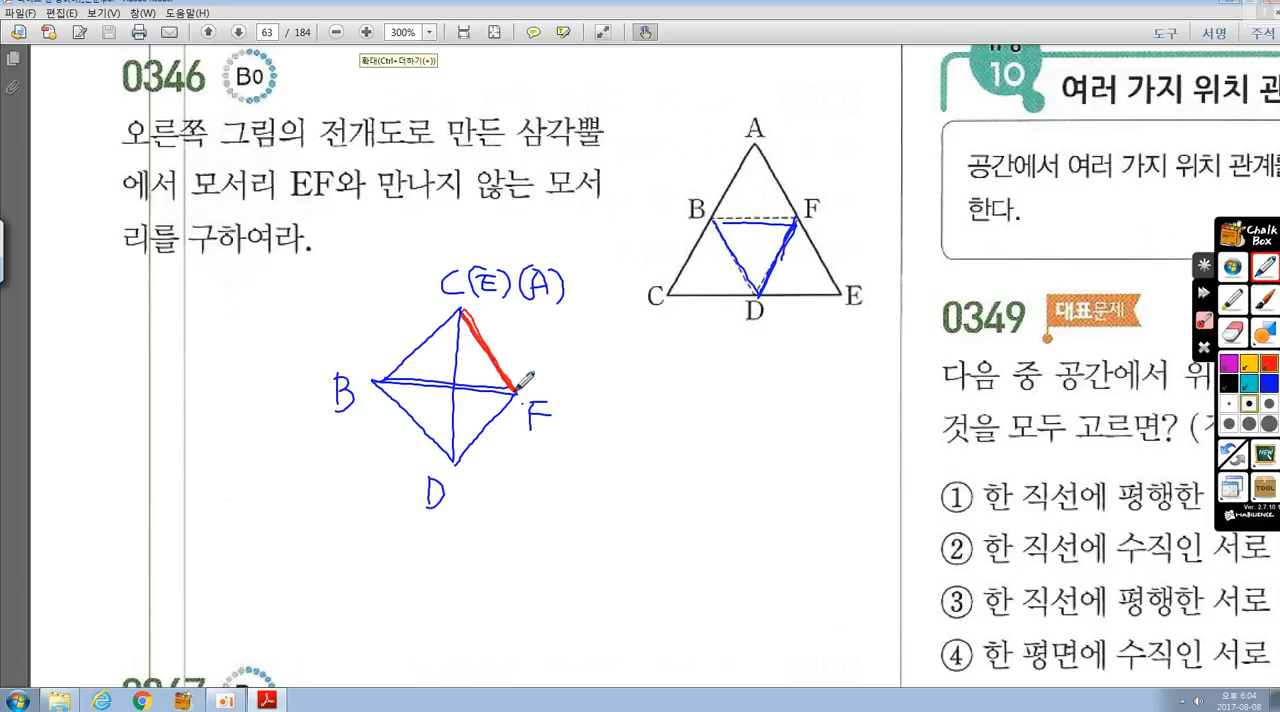 파일(F) 편집(E) 보기(V) 창(W) 도움말(H)
63 / 184 300%
도구 서명 주석
확대(Ctrl+더하기(+))
0346 B0
오른쪽 그림의 전개도로 만든 삼각뿔
에서 모서리 EF와 만나지 않는 모서
리를 구하여라.
A
B F
C D E
C(E)(A)
B
F
D
10 여러 가지 위치 관
공간에서 여러 가지 위치 관계를
한다.
0349 대표문제
다음 중 공간에서 위
것을 모두 고르면?
① 한 직선에 평행한
② 한 직선에 수직인 서로
③ 한 직선에 평행한 서로
④ 한 평면에 수직인 서로
Chalk
Box
NEW
TOOL
Ver. 2.7.10.1
HABILIENCE.
오후 6:04
2017-08-08